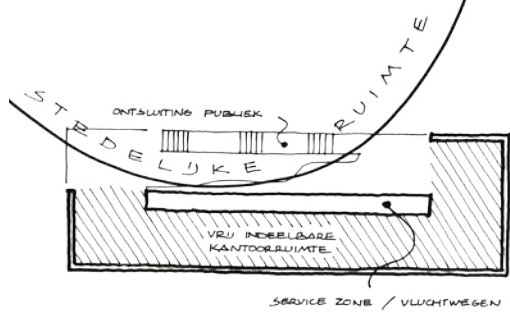 STEDELIJKE RUIMTE
ONTSLUITING PUBLIEK
VRIJ INDEELBARE
KANTOORRUIMTE
SERVICE ZONE / VLUCHTWEGEN